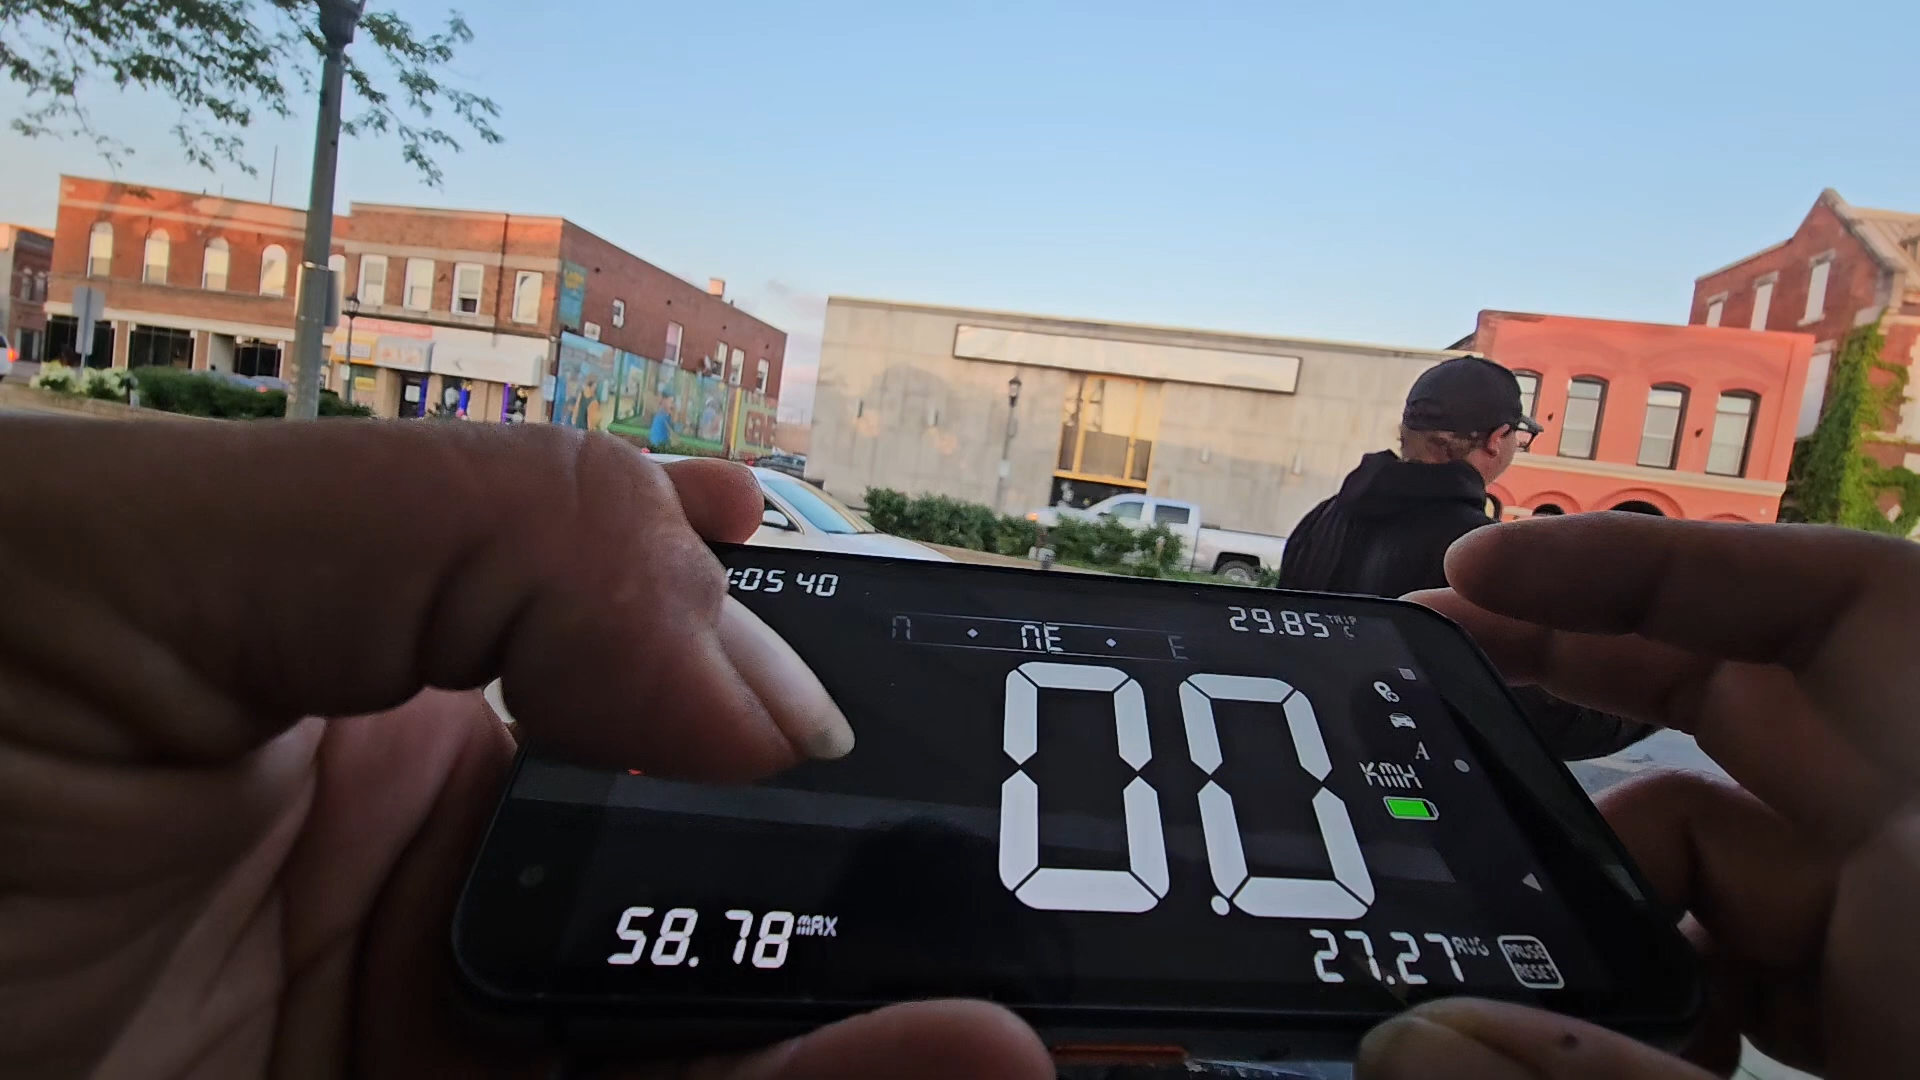 :05 40
29.85 TRIP C
N NE E
0.0
A
KMH
58.78 MAX
27.27 AVG
PAUSE
RESET